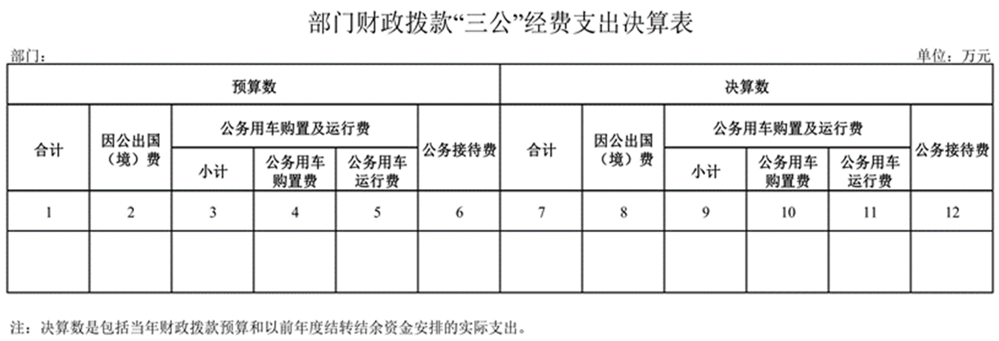 部门财政拨款“三公”经费支出决算表
部门： 单位：万元
预算数 决算数
合计 因公出国（境）费 公务用车购置及运行费 公务接待费 合计 因公出国（境）费 公务用车购置及运行费 公务接待费
小计 公务用车购置费 公务用车运行费 小计 公务用车购置费 公务用车运行费
1 2 3 4 5 6 7 8 9 10 11 12
注：决算数是包括当年财政拨款预算和以前年度结转结余资金安排的实际支出。